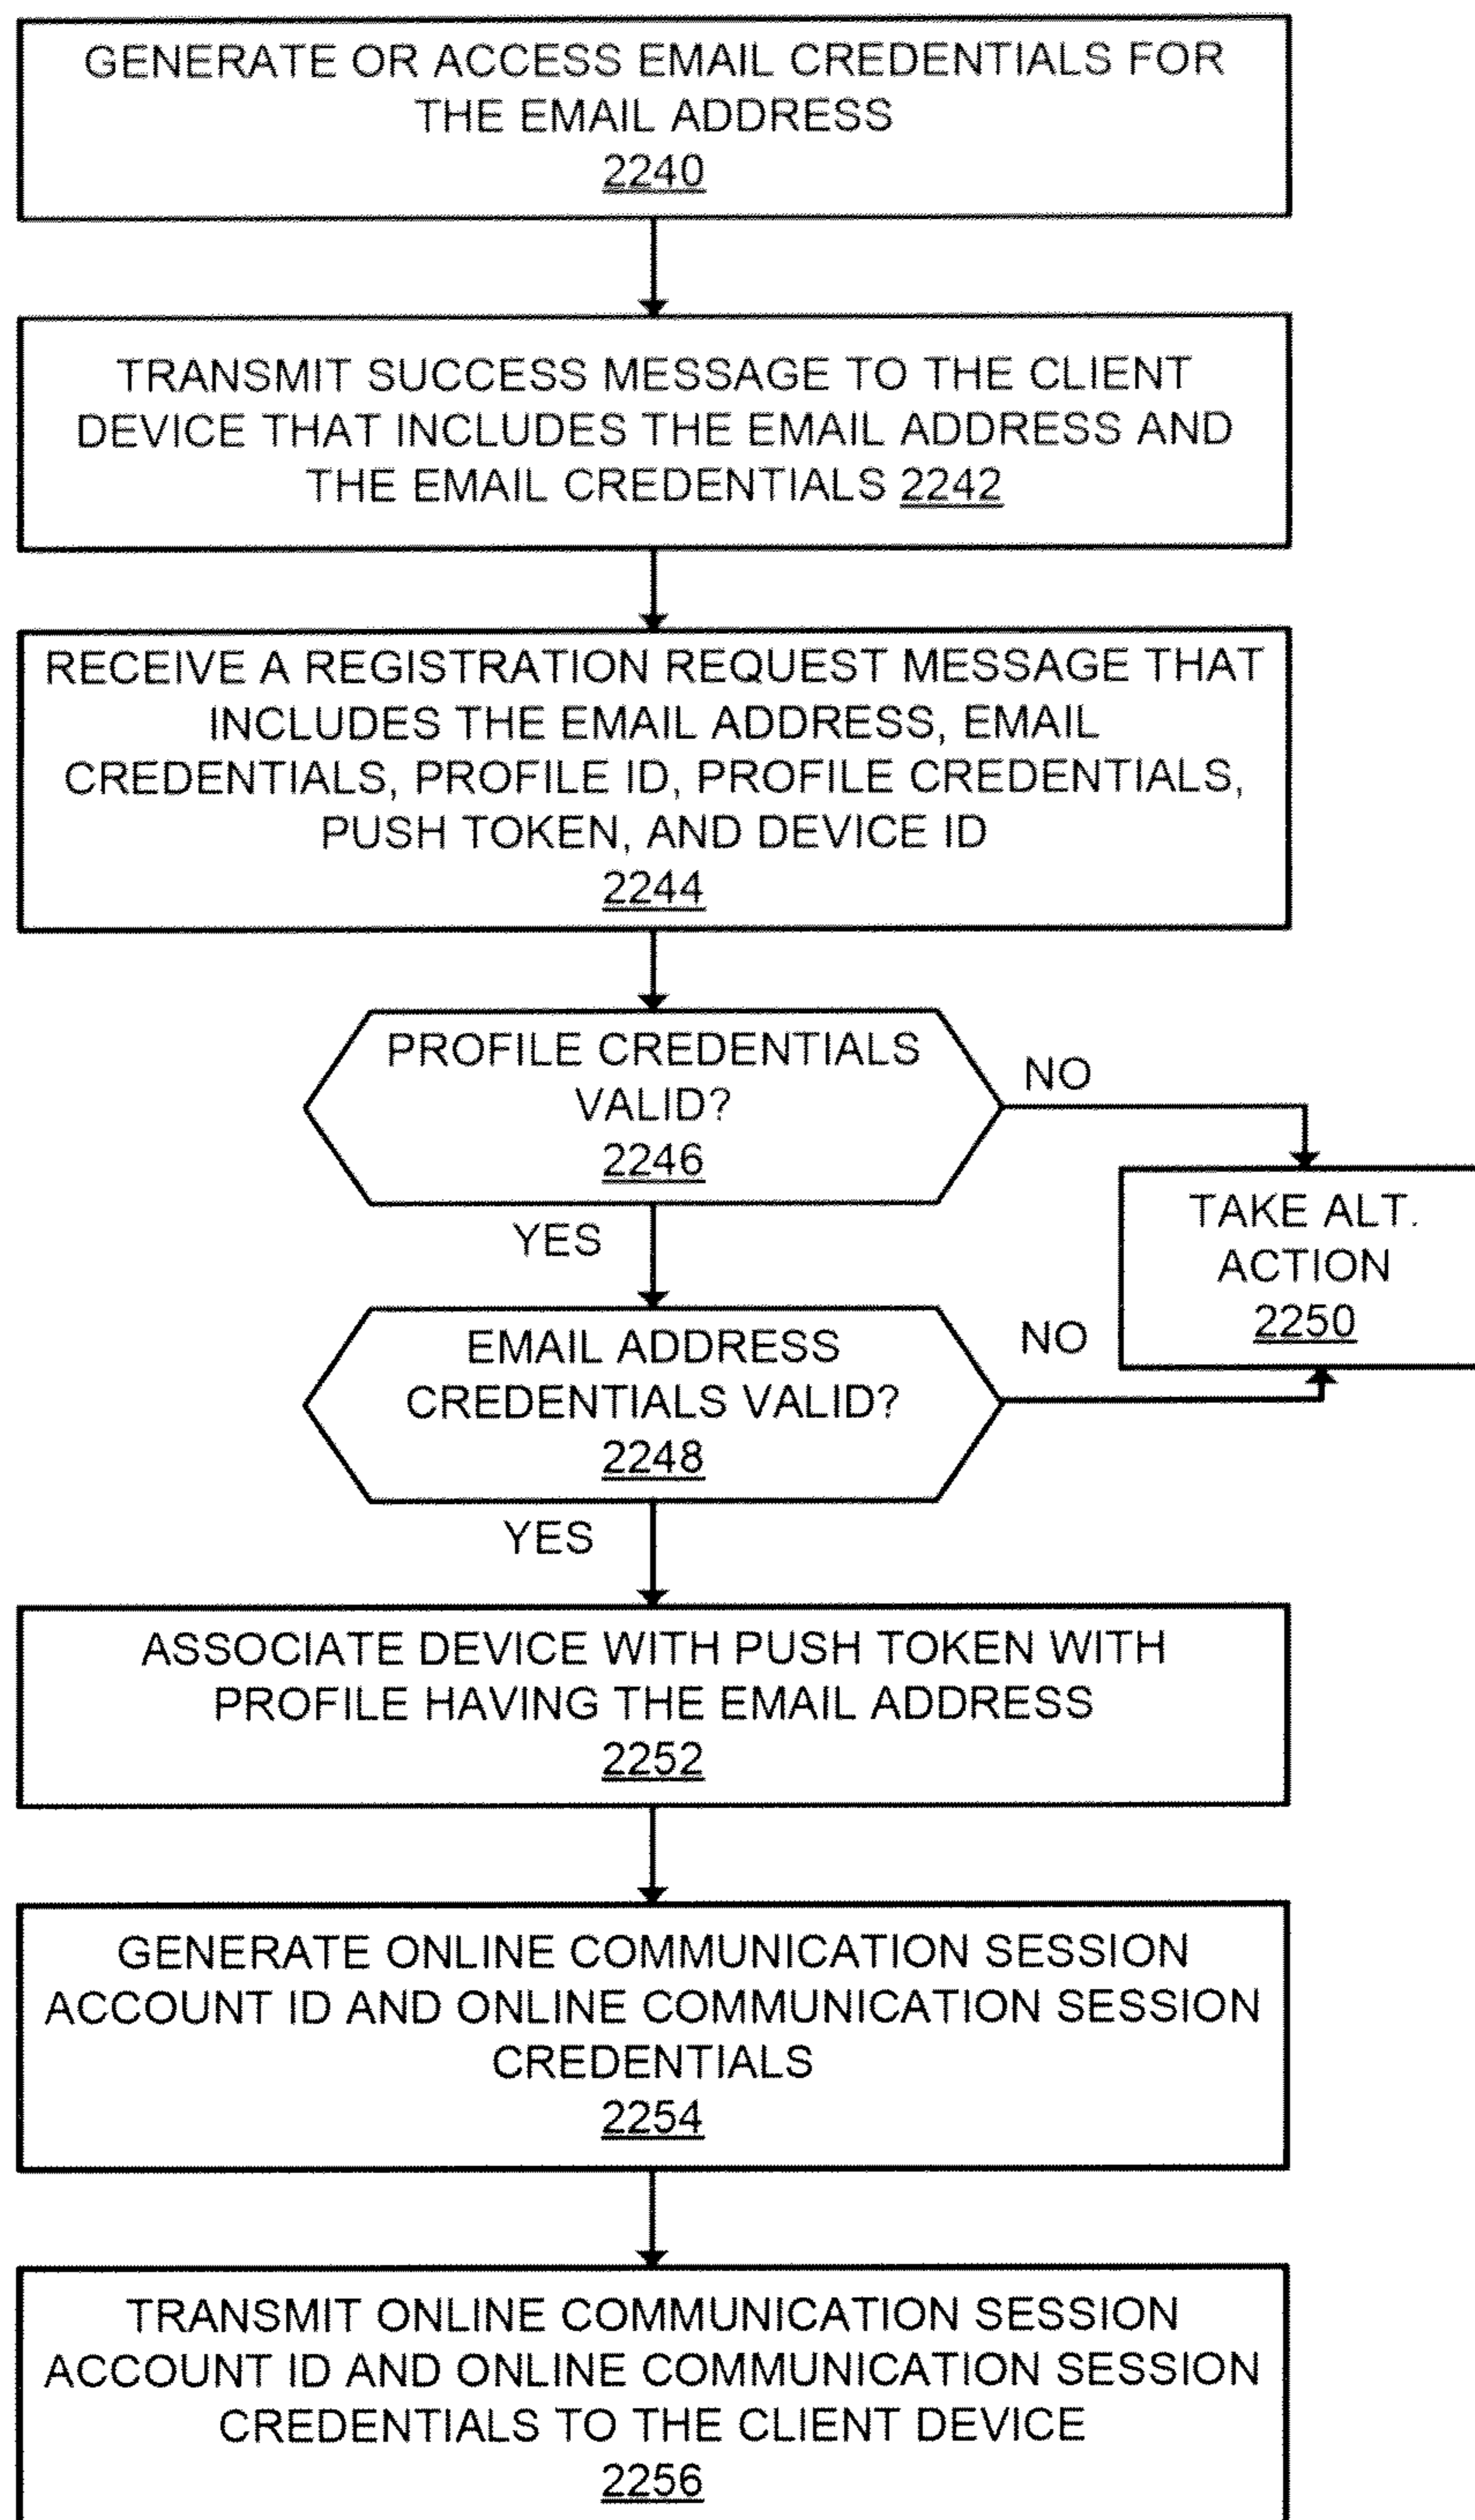 GENERATE OR ACCESS EMAIL CREDENTIALS FOR
THE EMAIL ADDRESS
2240
TRANSMIT SUCCESS MESSAGE TO THE CLIENT
DEVICE THAT INCLUDES THE EMAIL ADDRESS AND
THE EMAIL CREDENTIALS 2242
RECEIVE A REGISTRATION REQUEST MESSAGE THAT
INCLUDES THE EMAIL ADDRESS, EMAIL
CREDENTIALS, PROFILE ID, PROFILE CREDENTIALS,
PUSH TOKEN, AND DEVICE ID
2244
PROFILE CREDENTIALS
VALID?
2246
NO
YES
TAKE ALT.
ACTION
2250
EMAIL ADDRESS
CREDENTIALS VALID?
2248
NO
YES
ASSOCIATE DEVICE WITH PUSH TOKEN WITH
PROFILE HAVING THE EMAIL ADDRESS
2252
GENERATE ONLINE COMMUNICATION SESSION
ACCOUNT ID AND ONLINE COMMUNICATION SESSION
CREDENTIALS
2254
TRANSMIT ONLINE COMMUNICATION SESSION
ACCOUNT ID AND ONLINE COMMUNICATION SESSION
CREDENTIALS TO THE CLIENT DEVICE
2256